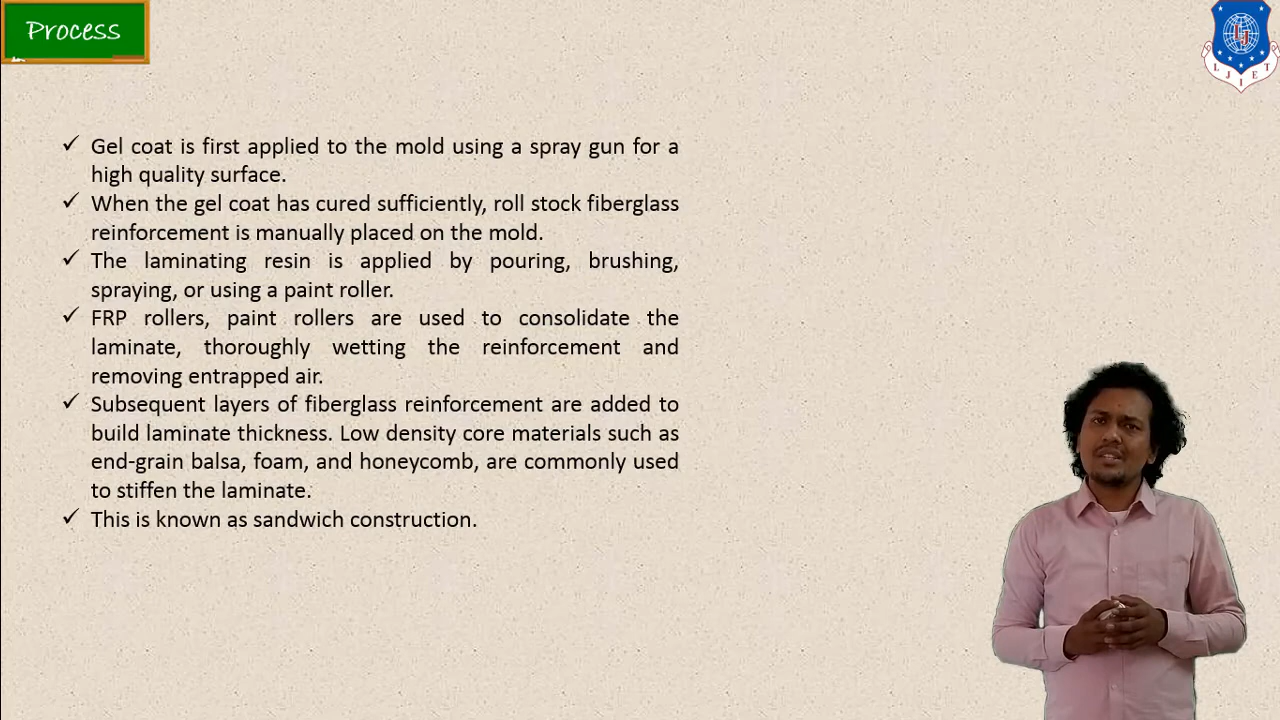 Process
Gel coat is first applied to the mold using a spray gun for a
high quality surface.
When the gel coat has cured sufficiently, roll stock fiberglass
reinforcement is manually placed on the mold.
The laminating resin is applied by pouring, brushing,
spraying, or using a paint roller.
FRP rollers, paint rollers are used to consolidate the
laminate, thoroughly wetting the reinforcement and
removing entrapped air.
Subsequent layers of fiberglass reinforcement are added to
build laminate thickness. Low density core materials such as
end-grain balsa, foam, and honeycomb, are commonly used
to stiffen the laminate.
This is known as sandwich construction.
LJ
L J I E T